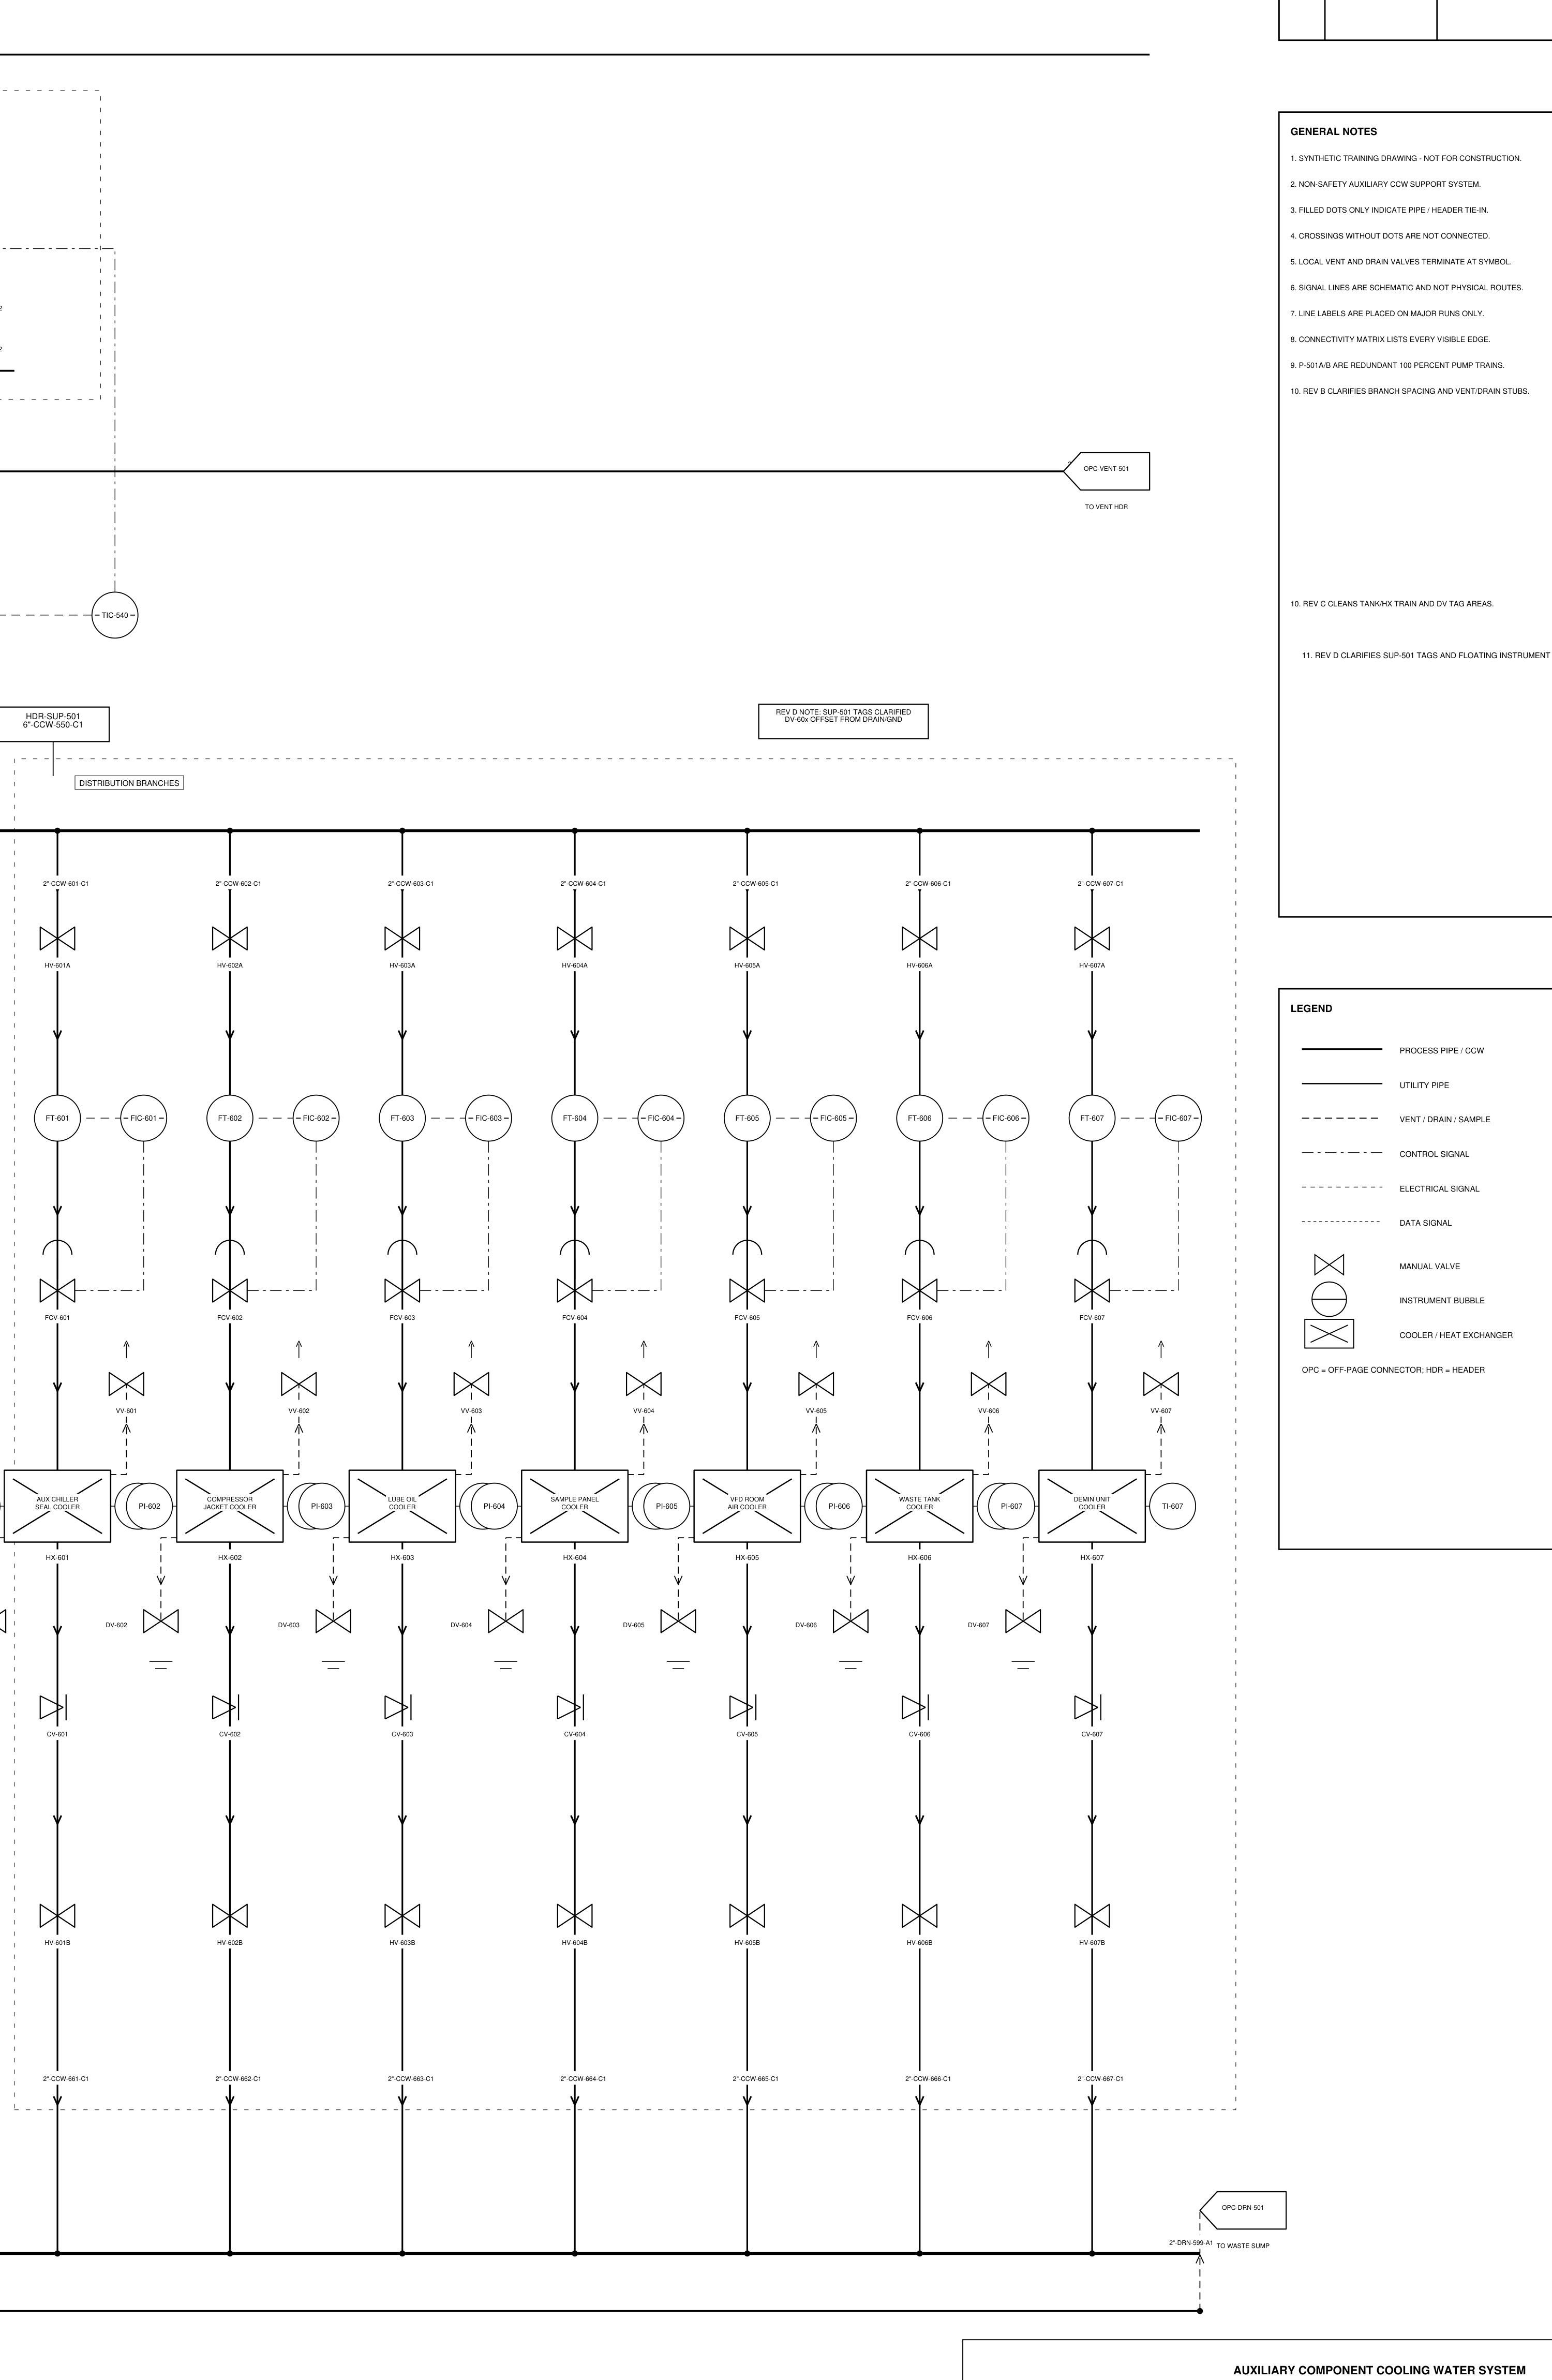 GENERAL NOTES
1. SYNTHETIC TRAINING DRAWING - NOT FOR CONSTRUCTION.
2. NON-SAFETY AUXILIARY CCW SUPPORT SYSTEM.
3. FILLED DOTS ONLY INDICATE PIPE / HEADER TIE-IN.
4. CROSSINGS WITHOUT DOTS ARE NOT CONNECTED.
5. LOCAL VENT AND DRAIN VALVES TERMINATE AT SYMBOL.
6. SIGNAL LINES ARE SCHEMATIC AND NOT PHYSICAL ROUTES.
7. LINE LABELS ARE PLACED ON MAJOR RUNS ONLY.
8. CONNECTIVITY MATRIX LISTS EVERY VISIBLE EDGE.
9. P-501A/B ARE REDUNDANT 100 PERCENT PUMP TRAINS.
10. REV B CLARIFIES BRANCH SPACING AND VENT/DRAIN STUBS.
10. REV C CLEANS TANK/HX TRAIN AND DV TAG AREAS.
11. REV D CLARIFIES SUP-501 TAGS AND FLOATING INSTRUMENT
2
2
OPC-VENT-501
TO VENT HDR
TIC-540
HDR-SUP-501
6"-CCW-550-C1
REV D NOTE: SUP-501 TAGS CLARIFIED
DV-60x OFFSET FROM DRAIN/GND
DISTRIBUTION BRANCHES
2"-CCW-601-C1 2"-CCW-602-C1 2"-CCW-603-C1 2"-CCW-604-C1 2"-CCW-605-C1 2"-CCW-606-C1 2"-CCW-607-C1
HV-601A HV-602A HV-603A HV-604A HV-605A HV-606A HV-607A
FT-601 FIC-601 FT-602 FIC-602 FT-603 FIC-603 FT-604 FIC-604 FT-605 FIC-605 FT-606 FIC-606 FT-607 FIC-607
FCV-601 FCV-602 FCV-603 FCV-604 FCV-605 FCV-606 FCV-607
VV-601 VV-602 VV-603 VV-604 VV-605 VV-606 VV-607
AUX CHILLER
SEAL COOLER
PI-602
COMPRESSOR
JACKET COOLER
PI-603
LUBE OIL
COOLER
PI-604
SAMPLE PANEL
COOLER
PI-605
VFD ROOM
AIR COOLER
PI-606
WASTE TANK
COOLER
PI-607
DEMIN UNIT
COOLER
TI-607
HX-601 HX-602 HX-603 HX-604 HX-605 HX-606 HX-607
DV-602 DV-603 DV-604 DV-605 DV-606 DV-607
CV-601 CV-602 CV-603 CV-604 CV-605 CV-606 CV-607
HV-601B HV-602B HV-603B HV-604B HV-605B HV-606B HV-607B
2"-CCW-661-C1 2"-CCW-662-C1 2"-CCW-663-C1 2"-CCW-664-C1 2"-CCW-665-C1 2"-CCW-666-C1 2"-CCW-667-C1
OPC-DRN-501
2"-DRN-599-A1
TO WASTE SUMP
LEGEND
PROCESS PIPE / CCW
UTILITY PIPE
VENT / DRAIN / SAMPLE
CONTROL SIGNAL
ELECTRICAL SIGNAL
DATA SIGNAL
MANUAL VALVE
INSTRUMENT BUBBLE
COOLER / HEAT EXCHANGER
OPC = OFF-PAGE CONNECTOR; HDR = HEADER
AUXILIARY COMPONENT COOLING WATER SYSTEM